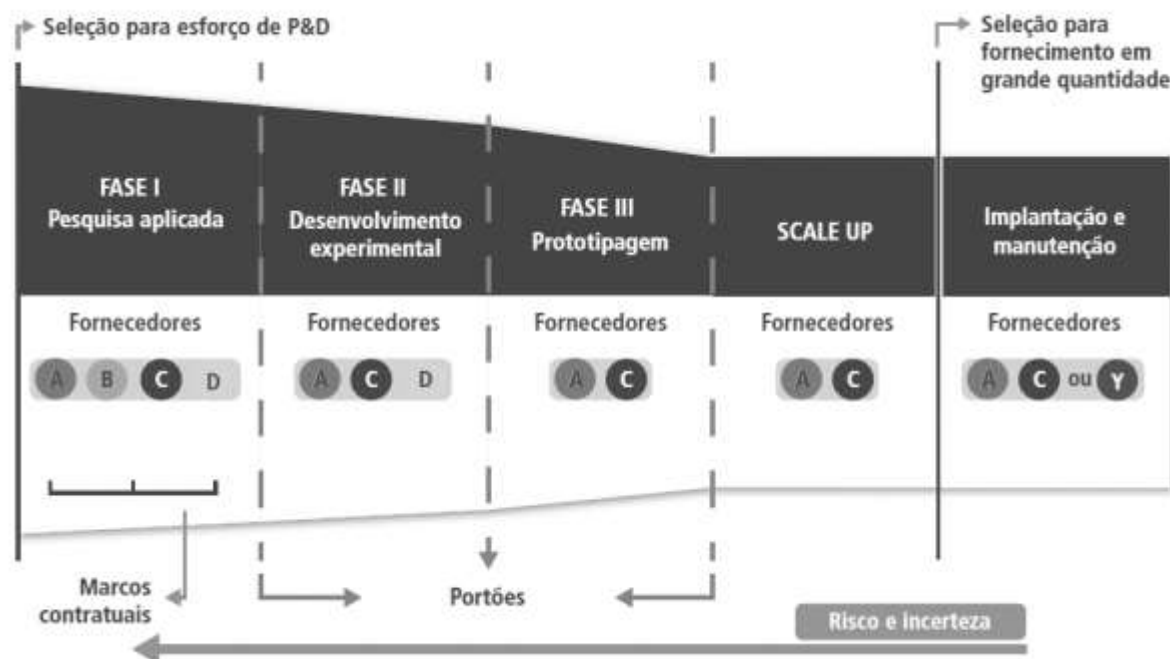 Seleção para esforço de P&D
Seleção para
fornecimento em
grande quantidade
FASE I
Pesquisa aplicada
FASE II
Desenvolvimento
experimental
FASE III
Prototipagem
SCALE UP
Implantação e
manutenção
Fornecedores
A B C D
Fornecedores
A C D
Fornecedores
A C
Fornecedores
A C
Fornecedores
A C ou Y
Marcos
contratuais
Portões
Risco e incerteza